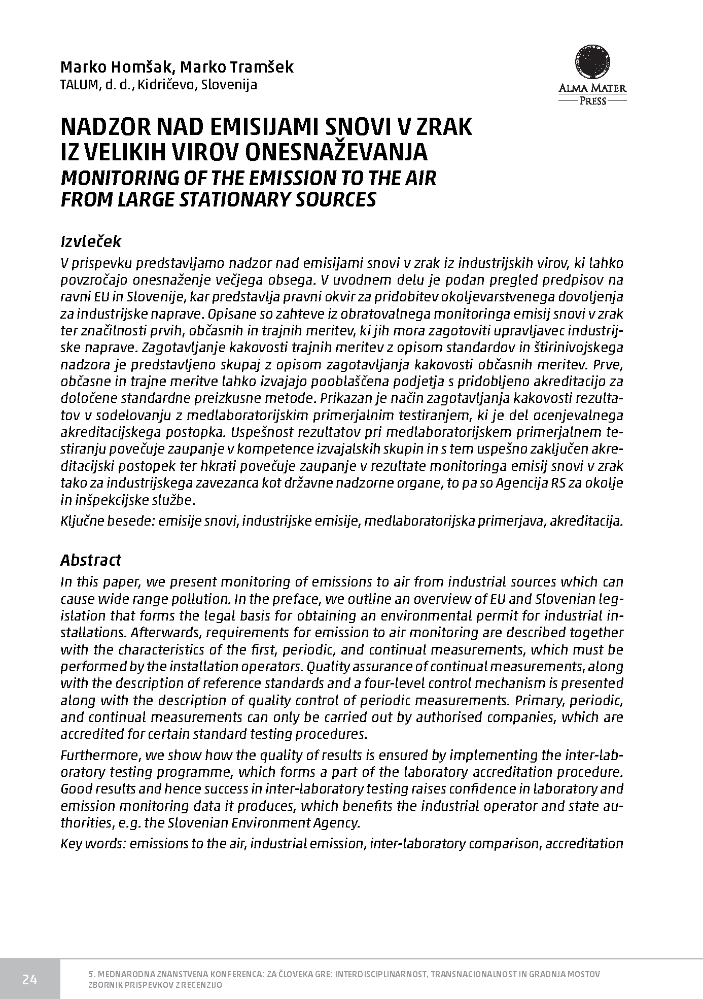 Marko Homšak, Marko Tramšek
TALUM, d. d., Kidričevo, Slovenija
ALMA MATER
PRESS
NADZOR NAD EMISIJAMI SNOVI V ZRAK
IZ VELIKIH VIROV ONESNAŽEVANJA
MONITORING OF THE EMISSION TO THE AIR
FROM LARGE STATIONARY SOURCES
Izvleček
V prispevku predstavljamo nadzor nad emisijami snovi v zrak iz industrijskih virov, ki lahko
povzročajo onesnaženje večjega obsega. V uvodnem delu je podan pregled predpisov na
ravni EU in Slovenije, kar predstavlja pravni okvir za pridobitev okoljevarstvenega dovoljenja
za industrijske naprave. Opisane so zahteve iz obratovalnega monitoringa emisij snovi v zrak
ter značilnosti prvih, občasnih in trajnih meritev, ki jih mora zagotoviti upravljavec industrij-
ske naprave. Zagotavljanje kakovosti trajnih meritev z opisom standardov in štirinivojskega
nadzora je predstavljeno skupaj z opisom zagotavljanja kakovosti občasnih meritev. Prve,
občasne in trajne meritve lahko izvajajo pooblaščena podjetja s pridobljeno akreditacijo za
določene standardne preizkusne metode. Prikazan je način zagotavljanja kakovosti rezulta-
tov v sodelovanju z medlaboratorijskim primerjalnim testiranjem, ki je del ocenjevalnega
akreditacijskega postopka. Uspešnost rezultatov pri medlaboratorijskem primerjalnem te-
stiranju povečuje zaupanje v kompetence izvajalskih skupin in s tem uspešno zaključen akre-
ditacijski postopek ter hkrati povečuje zaupanje v rezultate monitoringa emisij snovi v zrak
tako za industrijskega zavezanca kot državne nadzorne organe, to pa so Agencija RS za okolje
in inšpekcijske službe.
Ključne besede: emisije snovi, industrijske emisije, medlaboratorijska primerjava, akreditacija.
Abstract
In this paper, we present monitoring of emissions to air from industrial sources which can
cause wide range pollution. In the preface, we outline an overview of EU and Slovenian leg-
islation that forms the legal basis for obtaining an environmental permit for industrial in-
stallations. Afterwards, requirements for emission to air monitoring are described together
with the characteristics of the first, periodic, and continual measurements, which must be
performed by the installation operators. Quality assurance of continual measurements, along
with the description of reference standards and a four-level control mechanism is presented
along with the description of quality control of periodic measurements. Primary, periodic,
and continual measurements can only be carried out by authorised companies, which are
accredited for certain standard testing procedures.
Furthermore, we show how the quality of results is ensured by implementing the inter-lab-
oratory testing programme, which forms a part of the laboratory accreditation procedure.
Good results and hence success in inter-laboratory testing raises confidence in laboratory and
emission monitoring data it produces, which benefits the industrial operator and state au-
thorities, e.g. the Slovenian Environment Agency.
Key words: emissions to the air, industrial emission, inter-laboratory comparison, accreditation
24
5. MEDNARODNA ZNANSTVENA KONFERENCA: ZA ČLOVEKA GRE: INTERDISCIPLINARNOST, TRANSNACIONALNOST IN GRADNJA MOSTOV
ZBORNIK PRISPEVKOV Z RECENZIJO